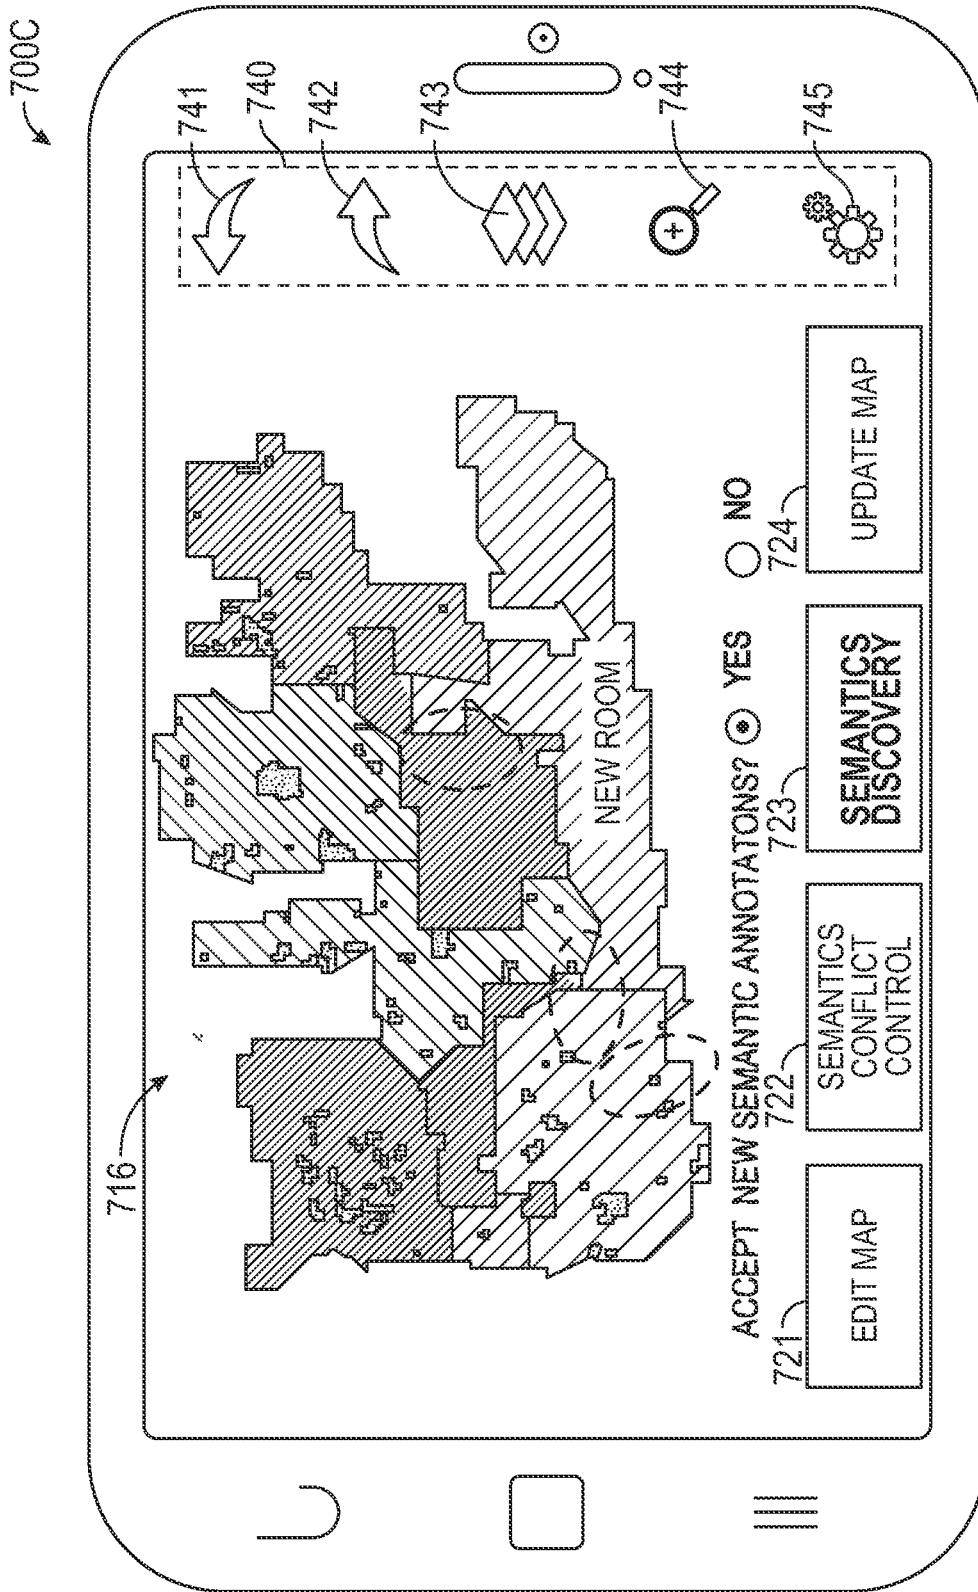 700C
716
741
740
742
743
744
745
NEW ROOM
ACCEPT NEW SEMANTIC ANNOTATONS? YES NO
721
EDIT MAP
722
SEMANTICS
CONFLICT
CONTROL
723
SEMANTICS
DISCOVERY
724
UPDATE MAP